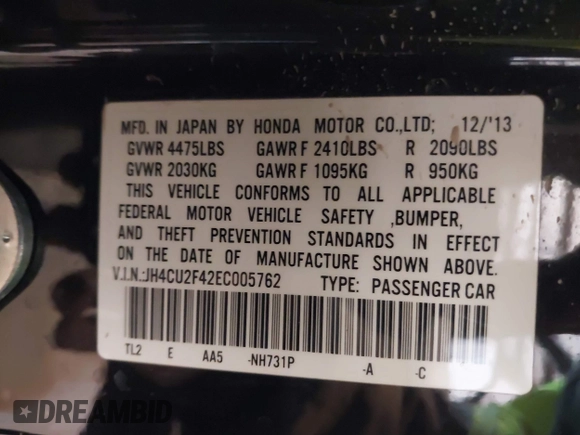 MFD. IN JAPAN BY HONDA MOTOR CO.,LTD; 12/'13
GVWR 4475LBS GAWR F 2410LBS R 2090LBS
GVWR 2030KG GAWR F 1095KG R 950KG
THIS VEHICLE CONFORMS TO ALL APPLICABLE
FEDERAL MOTOR VEHICLE SAFETY ,BUMPER,
AND THEFT PREVENTION STANDARDS IN EFFECT
ON THE DATE OF MANUFACTURE SHOWN ABOVE.
V.I.N.:JH4CU2F42EC005762 TYPE: PASSENGER CAR
TL2 E AA5 -NH731P -A -C
DREAMBID